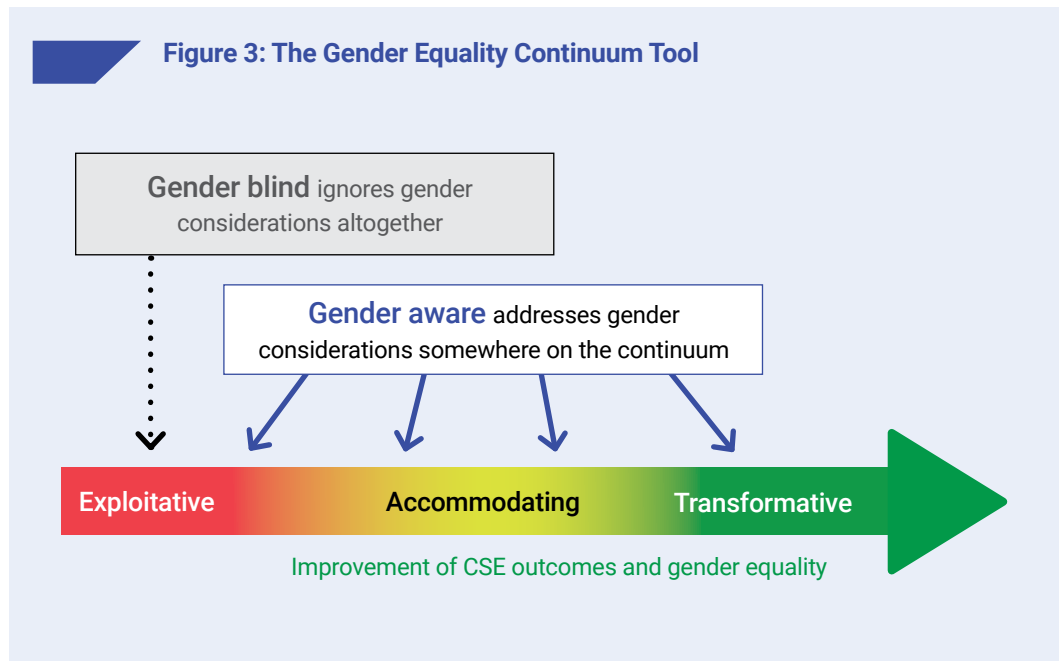 Figure 3: The Gender Equality Continuum Tool
Gender blind ignores gender
considerations altogether
Gender aware addresses gender
considerations somewhere on the continuum
Exploitative
Accommodating
Transformative
Improvement of CSE outcomes and gender equality